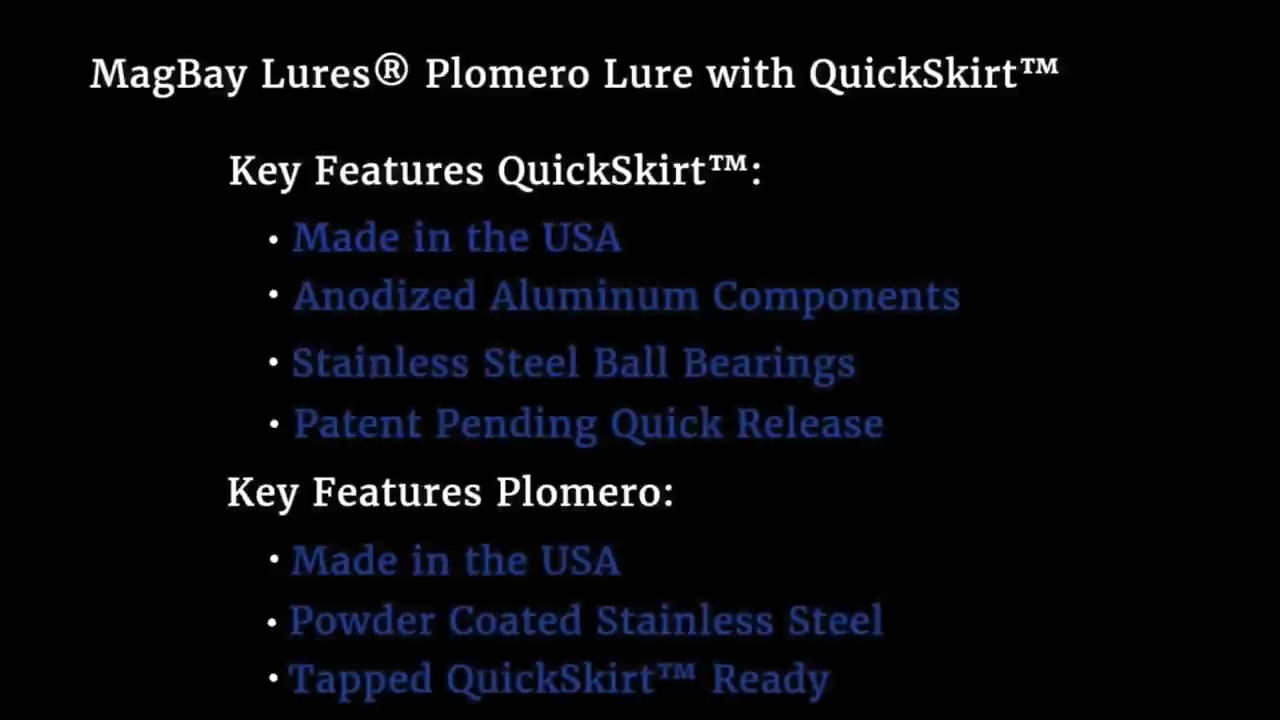 MagBay Lures® Plomero Lure with QuickSkirt™
Key Features QuickSkirt™:
• Made in the USA
• Anodized Aluminum Components
• Stainless Steel Ball Bearings
• Patent Pending Quick Release
Key Features Plomero:
• Made in the USA
• Powder Coated Stainless Steel
• Tapped QuickSkirt™ Ready